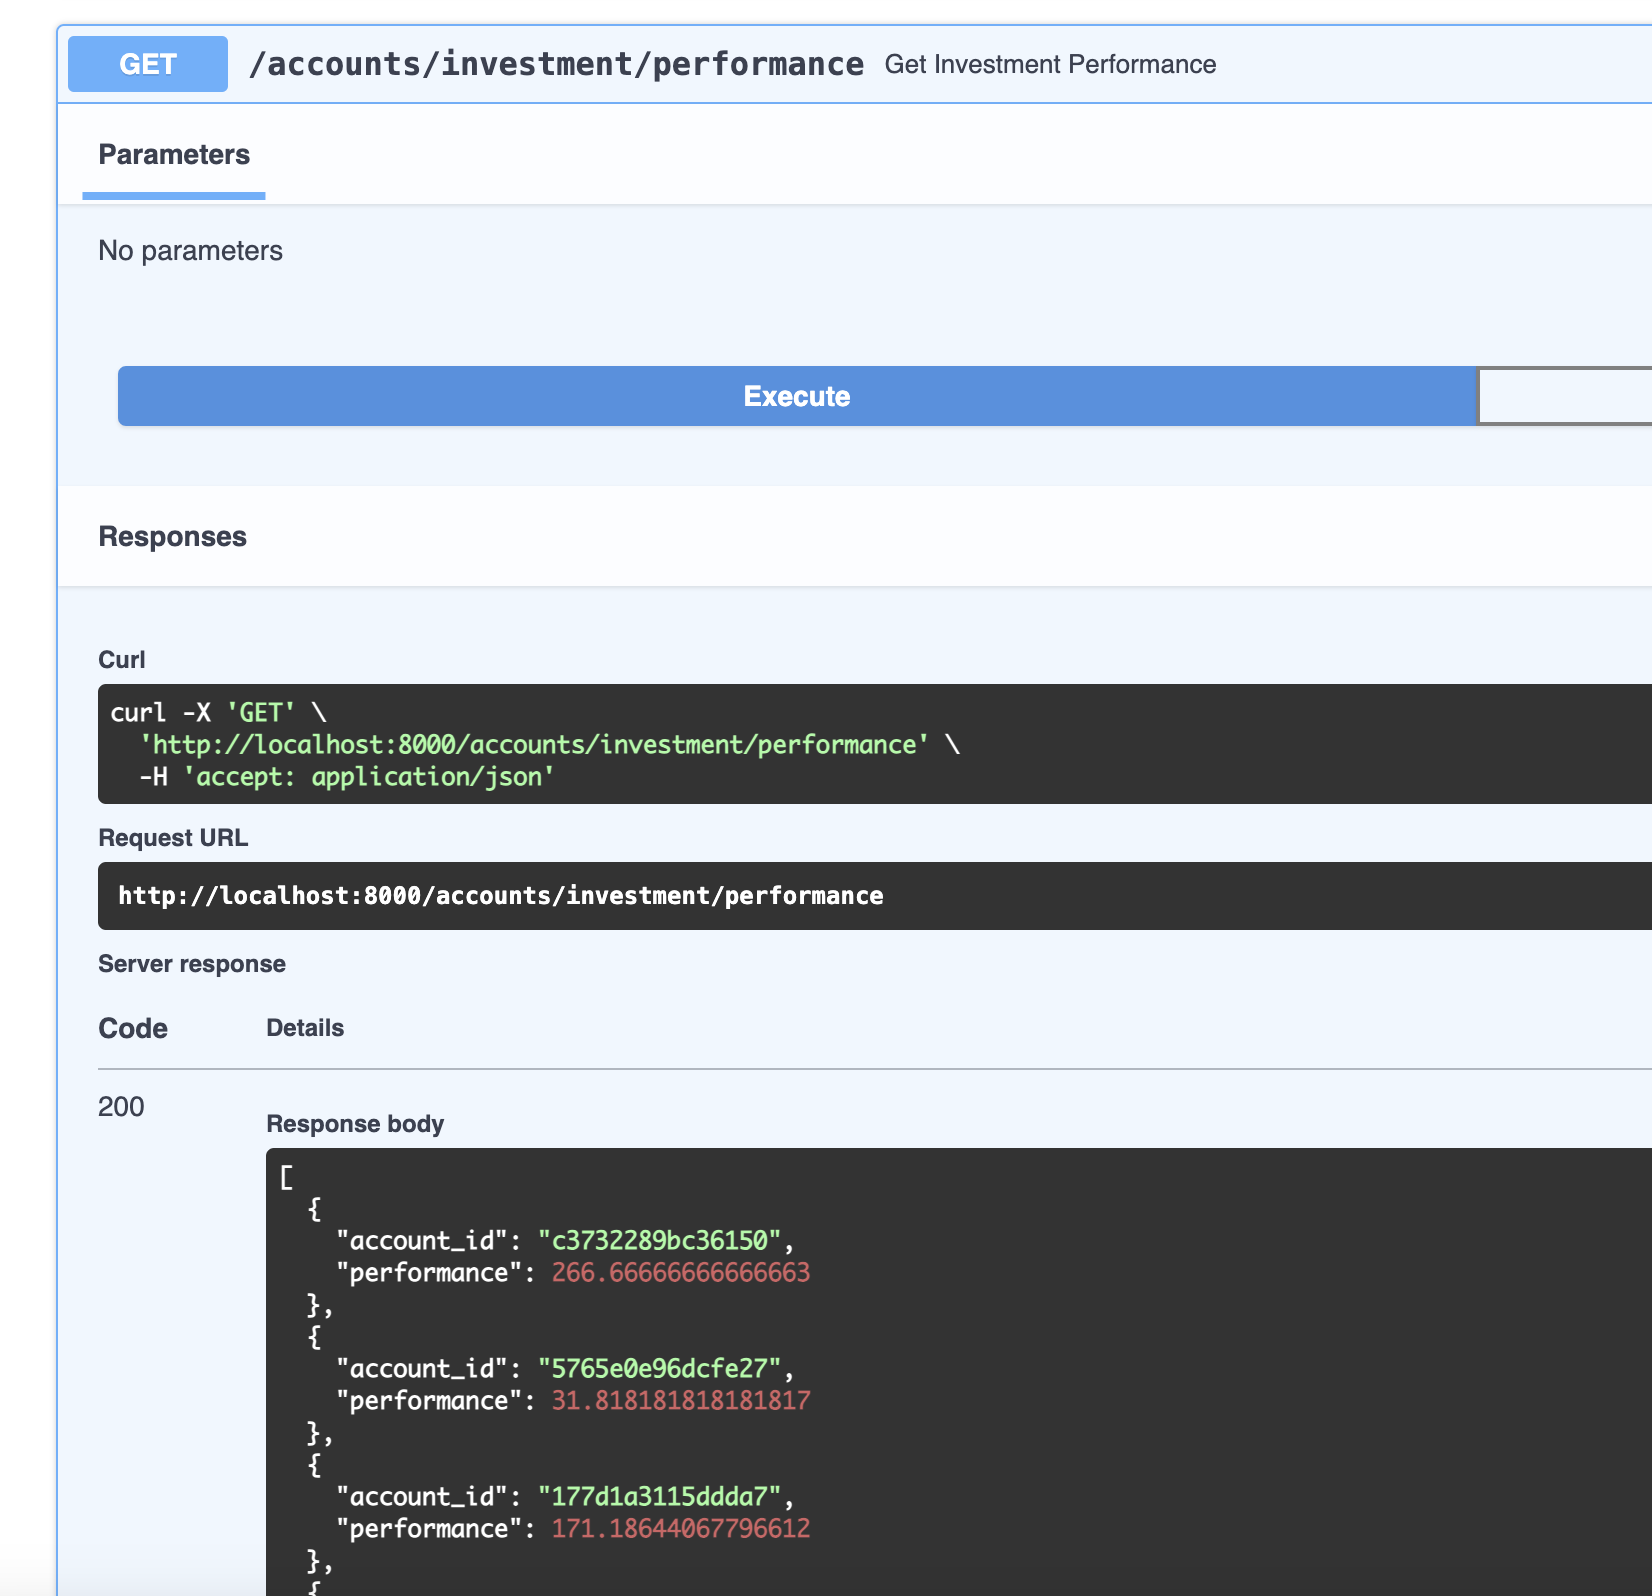 GET /accounts/investment/performance Get Investment Performance
Parameters
No parameters
Execute
Responses
Curl
curl -X 'GET' \
  'http://localhost:8000/accounts/investment/performance' \
  -H 'accept: application/json'
Request URL
http://localhost:8000/accounts/investment/performance
Server response
Code Details
200
Response body
[
  {
    "account_id": "c3732289bc36150",
    "performance": 266.66666666666663
  },
  {
    "account_id": "5765e0e96dcfe27",
    "performance": 31.818181818181817
  },
  {
    "account_id": "177d1a3115ddda7",
    "performance": 171.18644067796612
  },
  {